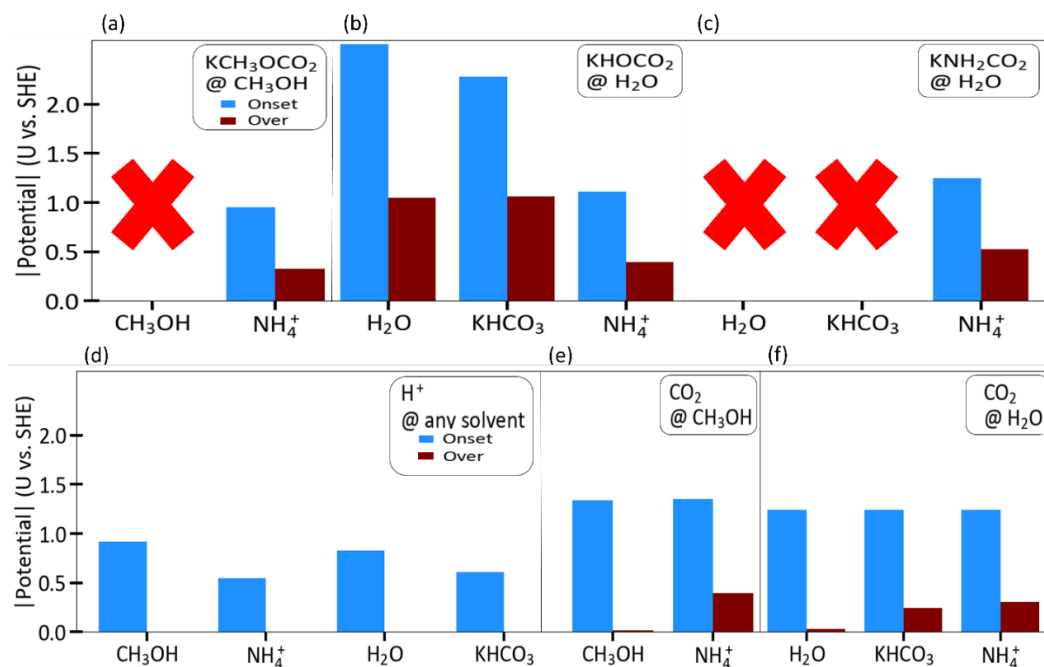 (a)
(b)
(c)
|Potential| (U vs. SHE)
2.0
1.5
1.0
0.5
0.0
KCH₃OCO₂
@ CH₃OH
Onset
Over
KHOCO₂
@ H₂O
KNH₂CO₂
@ H₂O
CH₃OH
NH₄⁺
H₂O
KHCO₃
NH₄⁺
H₂O
KHCO₃
NH₄⁺
(d)
(e)
(f)
|Potential| (U vs. SHE)
2.0
1.5
1.0
0.5
0.0
H⁺
@ any solvent
Onset
Over
CO₂
@ CH₃OH
CO₂
@ H₂O
CH₃OH
NH₄⁺
H₂O
KHCO₃
CH₃OH
NH₄⁺
H₂O
KHCO₃
NH₄⁺